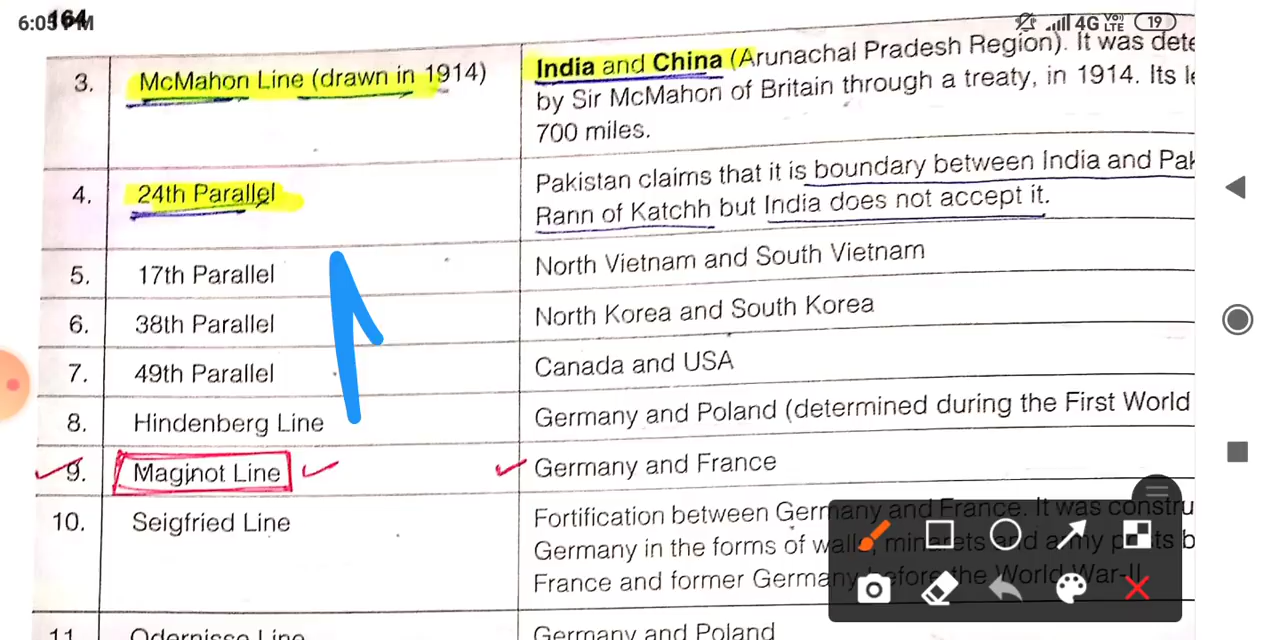 164
6:05 PM
4G VoLTE 19
3. McMahon Line (drawn in 1914)
India and China (Arunachal Pradesh Region). It was dete
by Sir McMahon of Britain through a treaty, in 1914. Its le
700 miles.
4. 24th Parallel
Pakistan claims that it is boundary between India and Pak
Rann of Katchh but India does not accept it.
5. 17th Parallel North Vietnam and South Vietnam
6. 38th Parallel North Korea and South Korea
7. 49th Parallel Canada and USA
8. Hindenberg Line Germany and Poland (determined during the First World
9. Maginot Line Germany and France
10. Seigfried Line
Fortification between Germany and France. It was constru
Germany in the forms of walls, minarets and army posts b
France and former Germany before the World War-II
11. Odernisse Line Germany and Poland